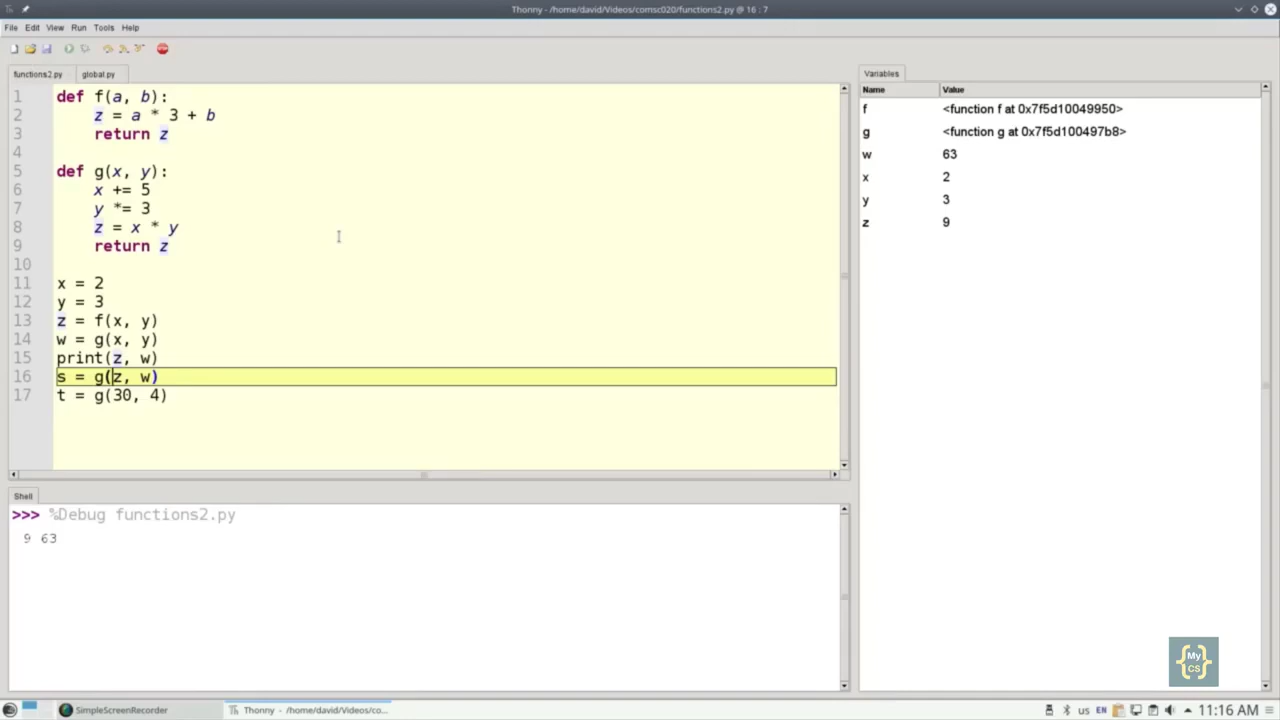 Thonny - /home/david/Videos/comsc020/functions2.py @ 16 : 7
File Edit View Run Tools Help
functions2.py global.py
1 def f(a, b):
2     z = a * 3 + b
3     return z
4
5 def g(x, y):
6     x += 5
7     y *= 3
8     z = x * y
9     return z
10
11 x = 2
12 y = 3
13 z = f(x, y)
14 w = g(x, y)
15 print(z, w)
16 s = g(z, w)
17 t = g(30, 4)
Shell
>>> %Debug functions2.py
9 63
Variables
Name Value
f <function f at 0x7f5d10049950>
g <function g at 0x7f5d100497b8>
w 63
x 2
y 3
z 9
{My CS}
SimpleScreenRecorder Thonny - /home/david/Videos/co... us EN 11:16 AM